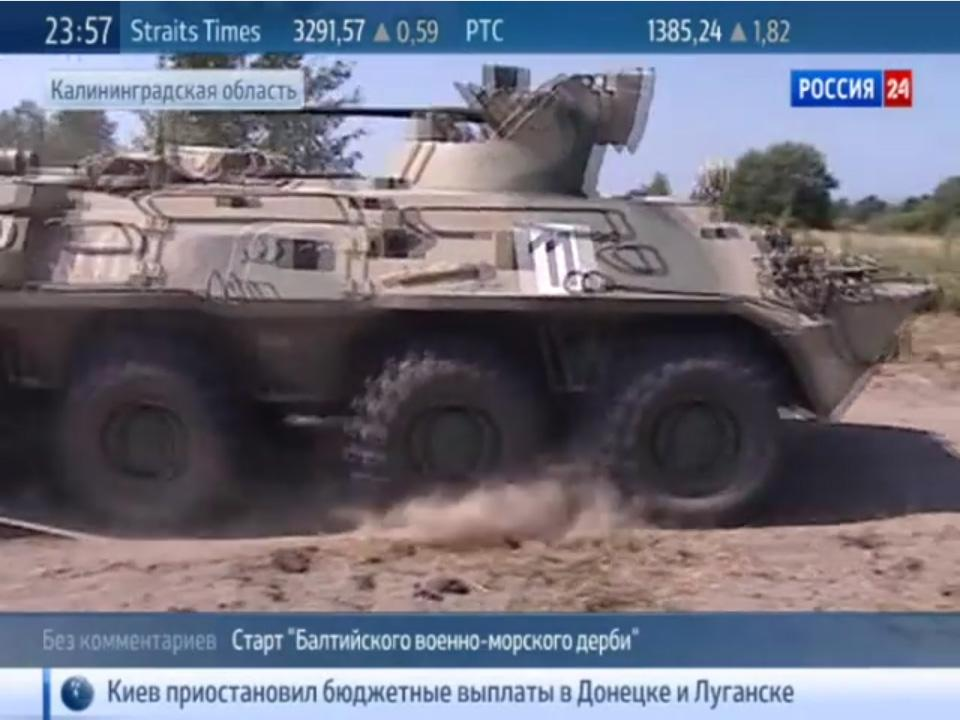 23:57 Straits Times 3291,57 ▲ 0,59 РТС 1385,24 ▲ 1,82
Калининградская область
РОССИЯ 24
11
Без комментариев Старт "Балтийского военно-морского дерби"
Киев приостановил бюджетные выплаты в Донецке и Луганске